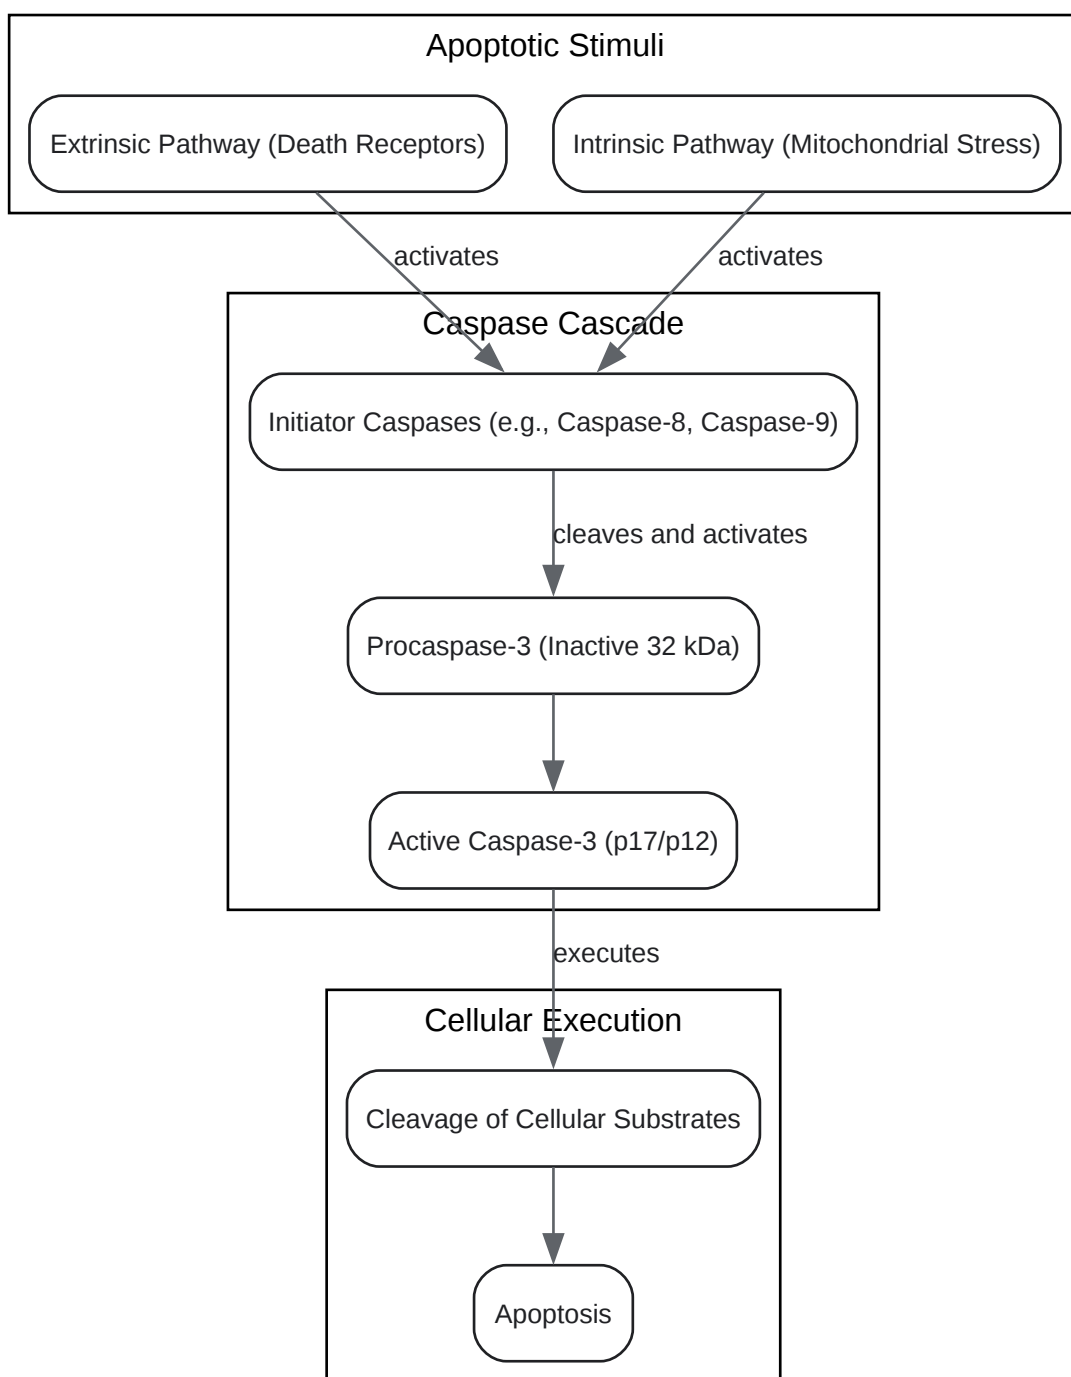 Apoptotic Stimuli
Extrinsic Pathway (Death Receptors)
Intrinsic Pathway (Mitochondrial Stress)
activates
activates
Caspase Cascade
Initiator Caspases (e.g., Caspase-8, Caspase-9)
cleaves and activates
Procaspase-3 (Inactive 32 kDa)
Active Caspase-3 (p17/p12)
executes
Cellular Execution
Cleavage of Cellular Substrates
Apoptosis